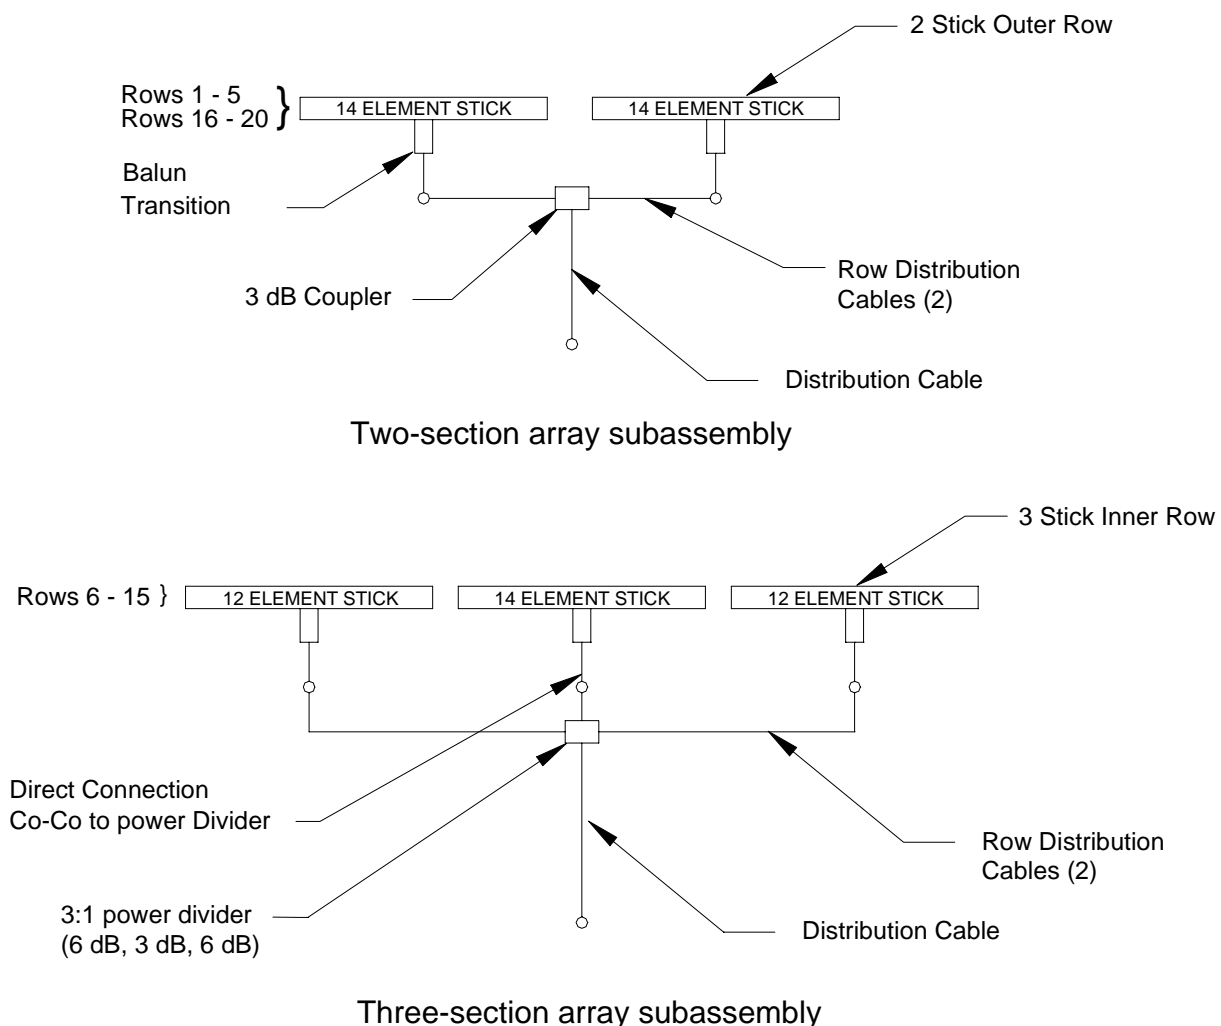 2 Stick Outer Row
Rows 1 - 5
Rows 16 - 20 }
14 ELEMENT STICK
14 ELEMENT STICK
Balun
Transition
3 dB Coupler
Row Distribution
Cables (2)
Distribution Cable
Two-section array subassembly
3 Stick Inner Row
Rows 6 - 15 }
12 ELEMENT STICK
14 ELEMENT STICK
12 ELEMENT STICK
Direct Connection
Co-Co to power Divider
Row Distribution
Cables (2)
3:1 power divider
(6 dB, 3 dB, 6 dB)
Distribution Cable
Three-section array subassembly